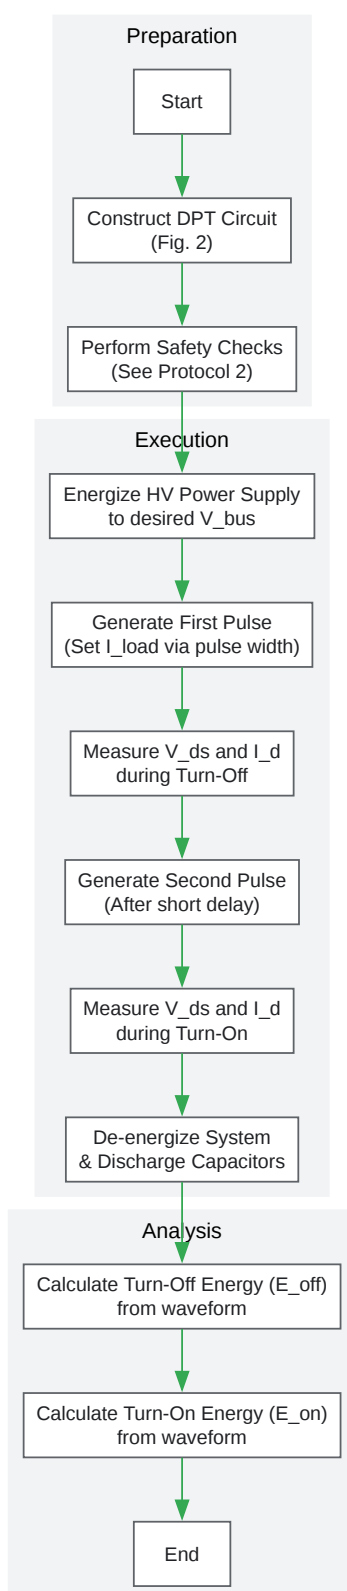 Preparation
Start
Construct DPT Circuit
(Fig. 2)
Perform Safety Checks
(See Protocol 2)
Execution
Energize HV Power Supply
to desired V_bus
Generate First Pulse
(Set I_load via pulse width)
Measure V_ds and I_d
during Turn-Off
Generate Second Pulse
(After short delay)
Measure V_ds and I_d
during Turn-On
De-energize System
& Discharge Capacitors
Analysis
Calculate Turn-Off Energy (E_off)
from waveform
Calculate Turn-On Energy (E_on)
from waveform
End